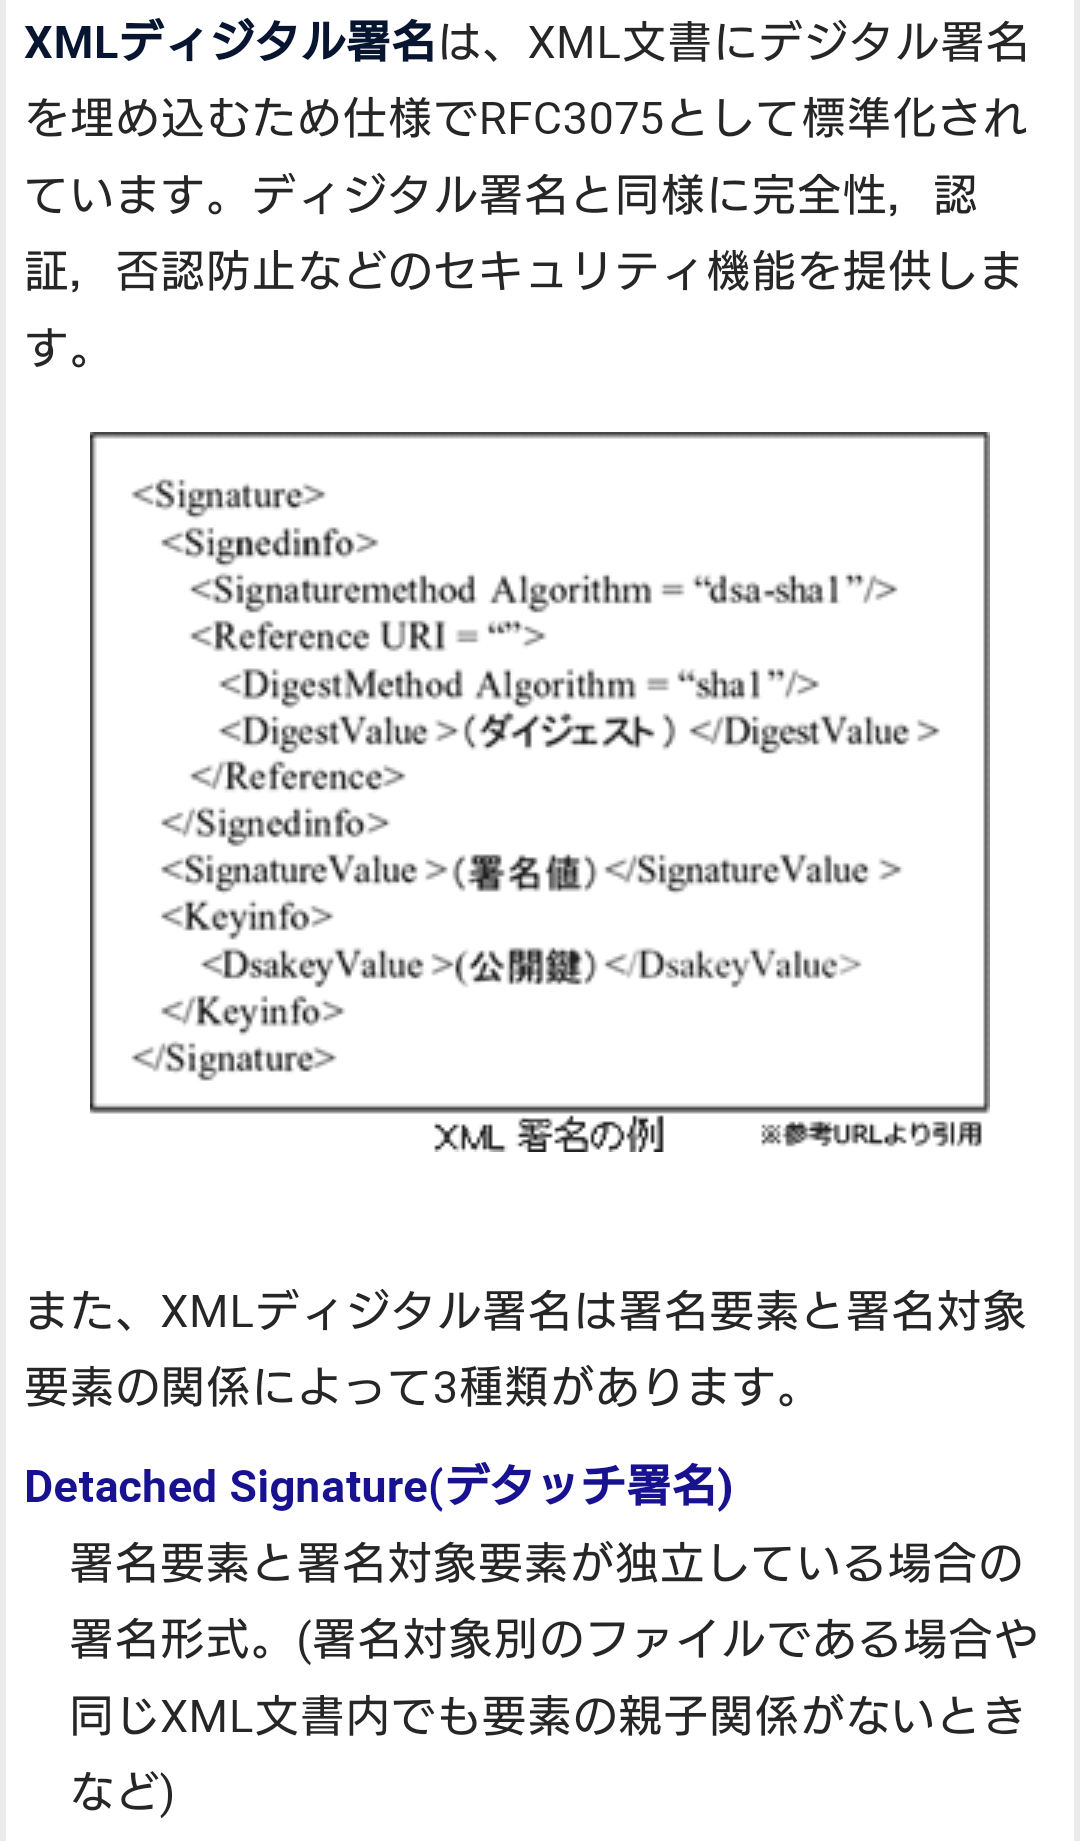 XMLディジタル署名は、XML文書にデジタル署名
を埋め込むため仕様でRFC3075として標準化され
ています。ディジタル署名と同様に完全性，認
証，否認防止などのセキュリティ機能を提供しま
す。
<Signature>
<Signedinfo>
<Signaturemethod Algorithm = “dsa-sha1”/>
<Reference URI = “”>
<DigestMethod Algorithm = “sha1”/>
<DigestValue >(ダイジェスト) </DigestValue >
</Reference>
</Signedinfo>
<SignatureValue >(署名値) </SignatureValue >
<Keyinfo>
<DsakeyValue >(公開鍵) </DsakeyValue>
</Keyinfo>
</Signature>
XML 署名の例 ※参考URLより引用
また、XMLディジタル署名は署名要素と署名対象
要素の関係によって3種類があります。
Detached Signature(デタッチ署名)
署名要素と署名対象要素が独立している場合の
署名形式。(署名対象別のファイルである場合や
同じXML文書内でも要素の親子関係がないとき
など)